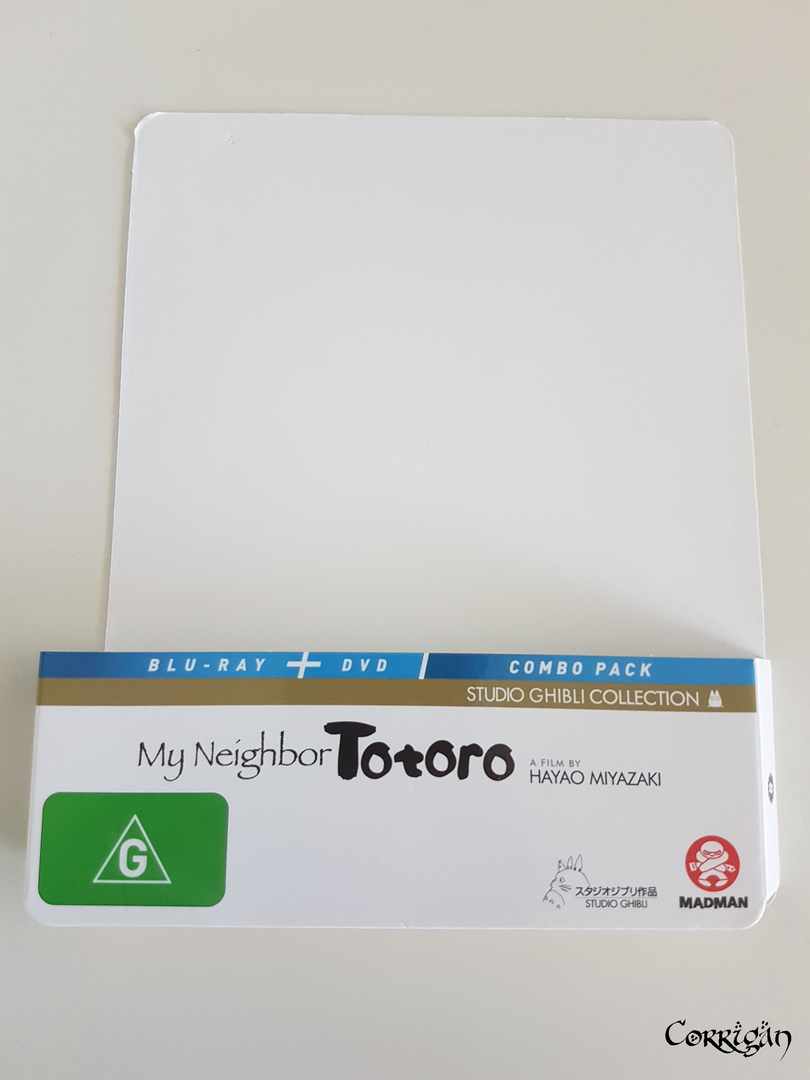 BLU-RAY + DVD / COMBO PACK
STUDIO GHIBLI COLLECTION
My Neighbor Totoro
A FILM BY
HAYAO MIYAZAKI
G
スタジオジブリ作品
STUDIO GHIBLI
MADMAN
Corrigan